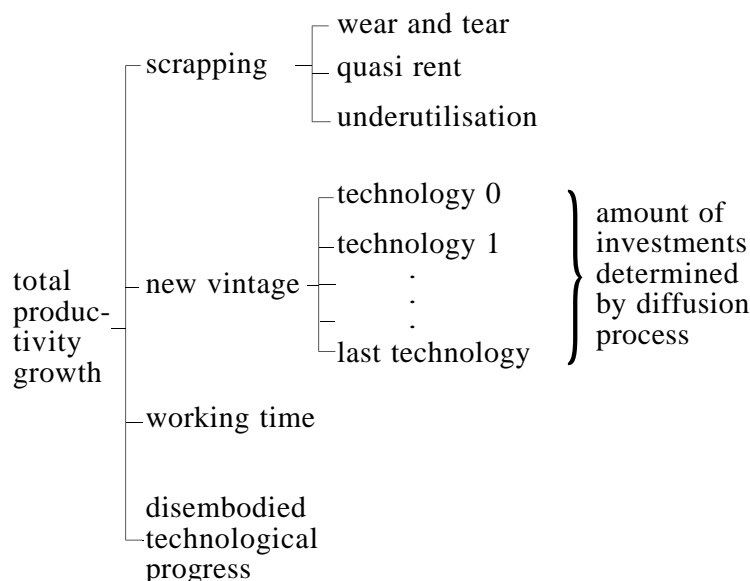 wear and tear
scrapping
quasi rent
underutilisation
technology 0
technology 1
.
.
.
last technology
amount of
investments
determined
by diffusion
process
new vintage
total
produc-
tivity
growth
working time
disembodied
technological
progress